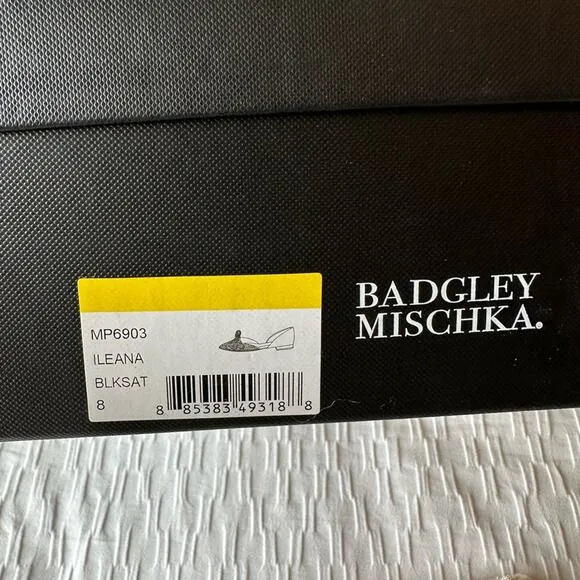 MP6903
ILEANA
BLKSAT
8
8 85383 49318 8
BADGLEY
MISCHKA.